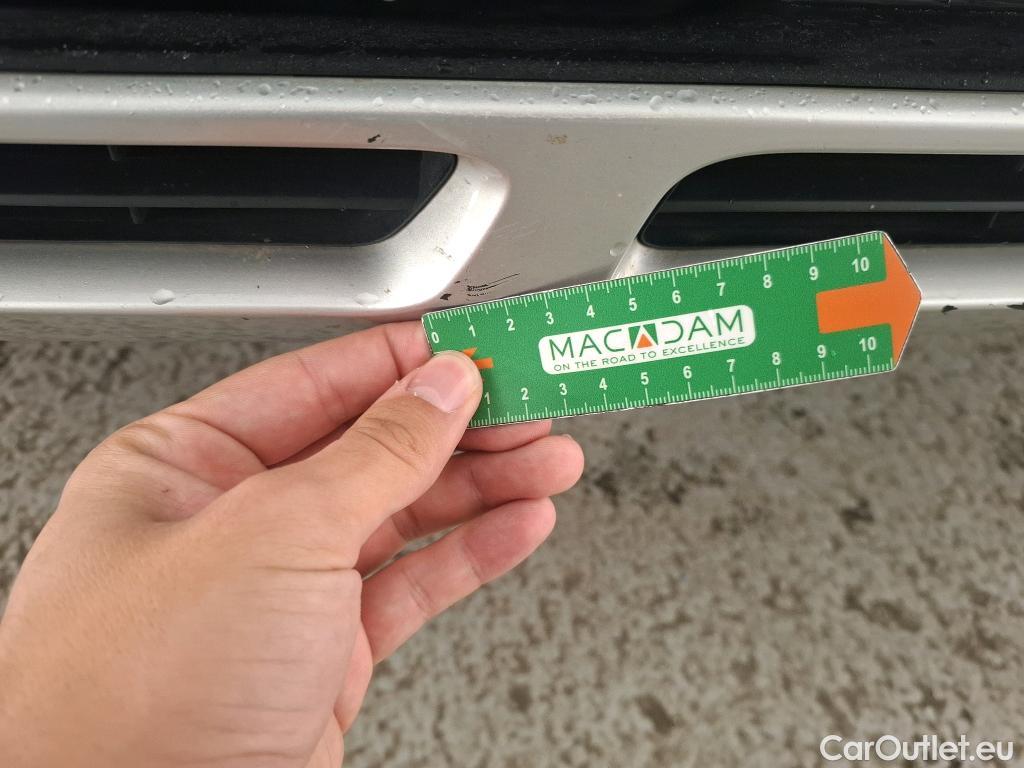 0 1 2 3 4 5 6 7 8 9 10
MACADAM
ON THE ROAD TO EXCELLENCE
1 2 3 4 5 6 7 8 9 10
CarOutlet.eu